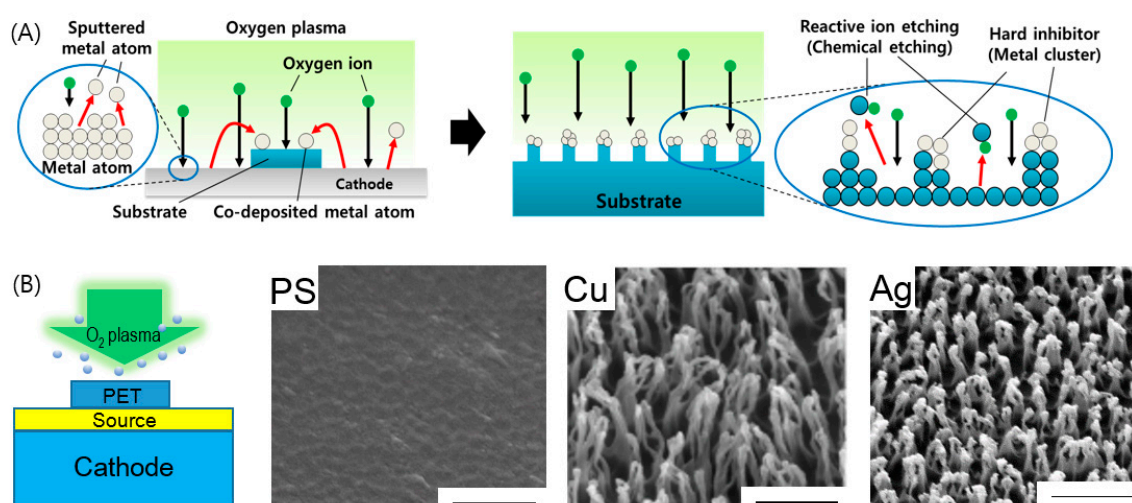 (A)
Sputtered
metal atom
Oxygen plasma
Oxygen ion
Metal atom
Cathode
Substrate
Co-deposited metal atom
Substrate
Reactive ion etching
(Chemical etching)
Hard inhibitor
(Metal cluster)
(B)
O₂ plasma
PET
Source
Cathode
PS
Cu
Ag